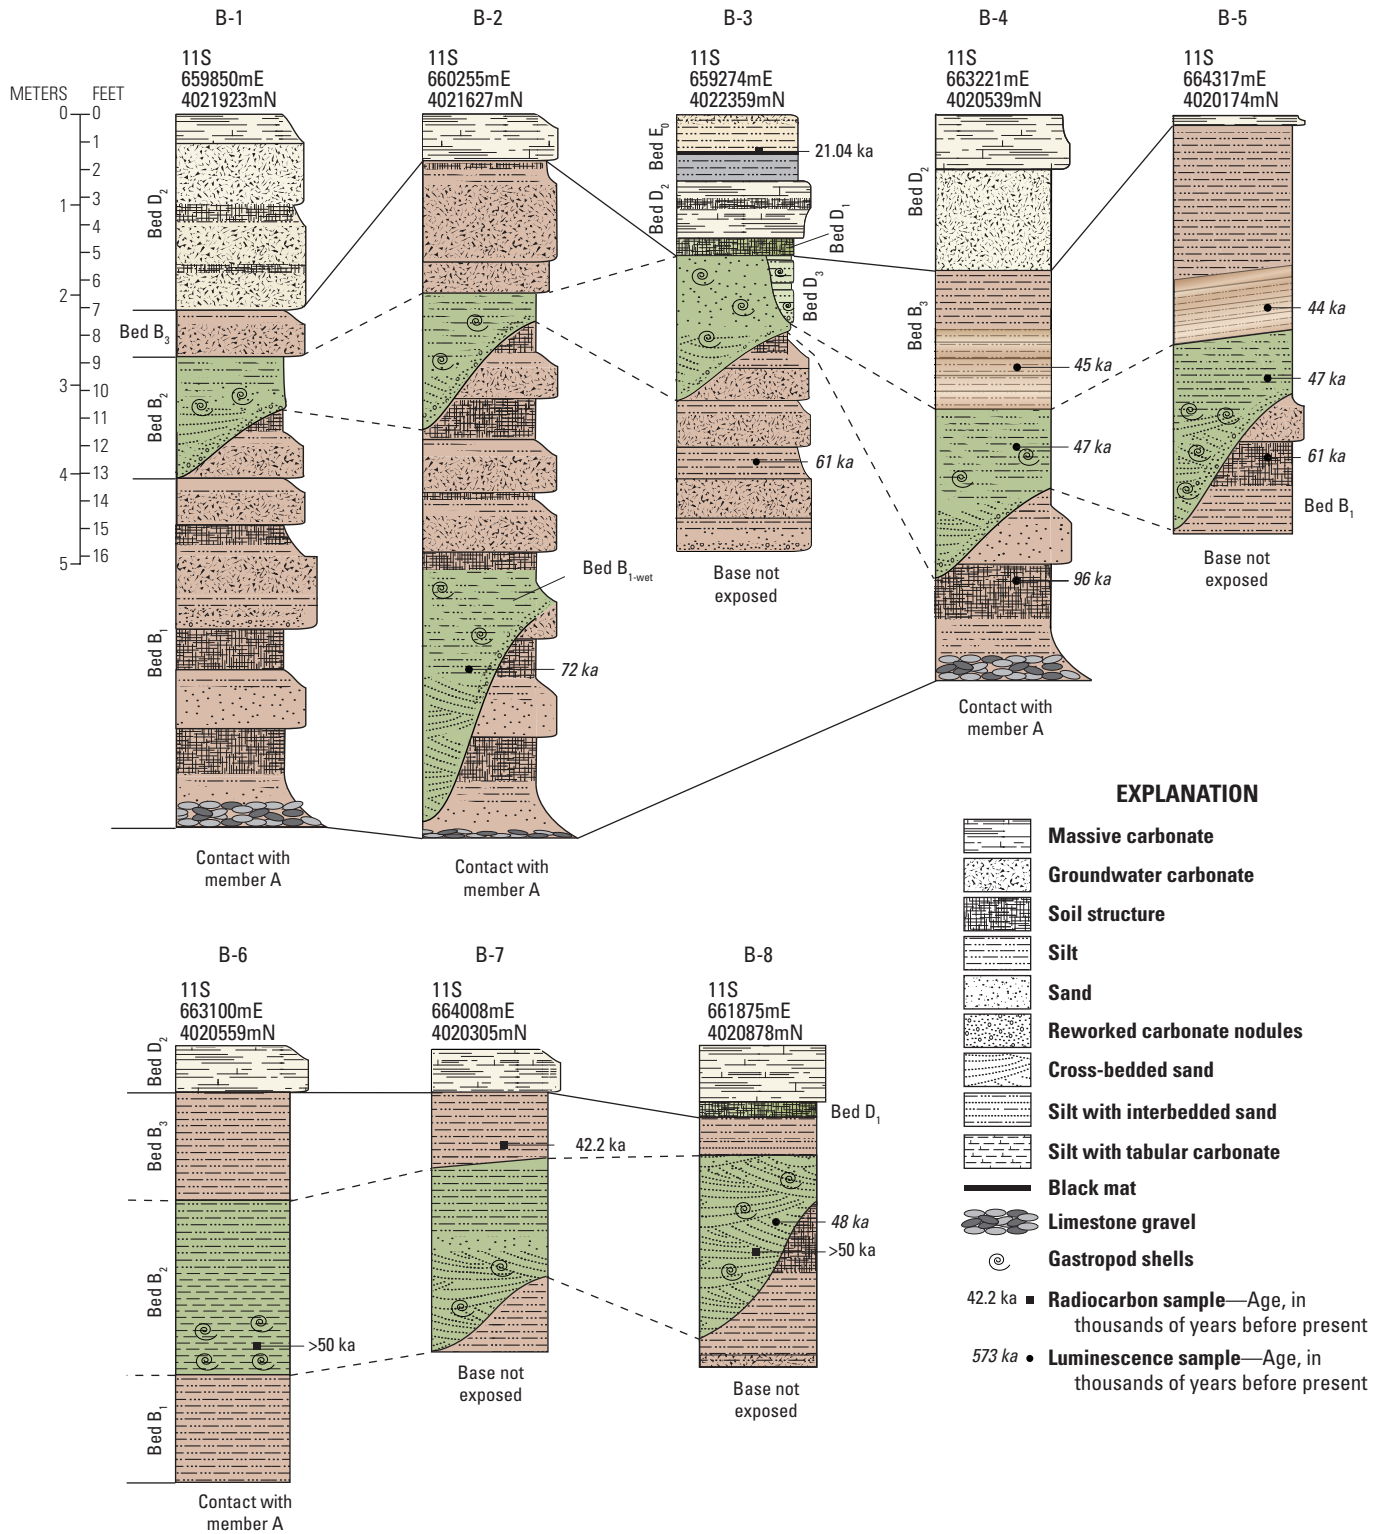 B-1
B-2
B-3
B-4
B-5
11S
659850mE
4021923mN
11S
660255mE
4021627mN
11S
659274mE
4022359mN
11S
663221mE
4020539mN
11S
664317mE
4020174mN
METERS
FEET
0
1
2
3
4
5
0
1
2
3
4
5
6
7
8
9
10
11
12
13
14
15
16
Bed D2
Bed B3
Bed B2
Bed B1
Contact with
member A
Bed B1-wet
72 ka
Contact with
member A
Bed E0
21.04 ka
Bed D2
Bed D1
Bed D3
61 ka
Base not
exposed
Bed D2
Bed B3
45 ka
47 ka
96 ka
Contact with
member A
44 ka
47 ka
61 ka
Bed B1
Base not
exposed
B-6
B-7
B-8
11S
663100mE
4020559mN
11S
664008mE
4020305mN
11S
661875mE
4020878mN
Bed D2
Bed B3
Bed B2
Bed B1
>50 ka
Contact with
member A
42.2 ka
Base not
exposed
Bed D1
48 ka
>50 ka
Base not
exposed
EXPLANATION
Massive carbonate
Groundwater carbonate
Soil structure
Silt
Sand
Reworked carbonate nodules
Cross-bedded sand
Silt with interbedded sand
Silt with tabular carbonate
Black mat
Limestone gravel
Gastropod shells
42.2 ka Radiocarbon sample—Age, in
thousands of years before present
573 ka Luminescence sample—Age, in
thousands of years before present